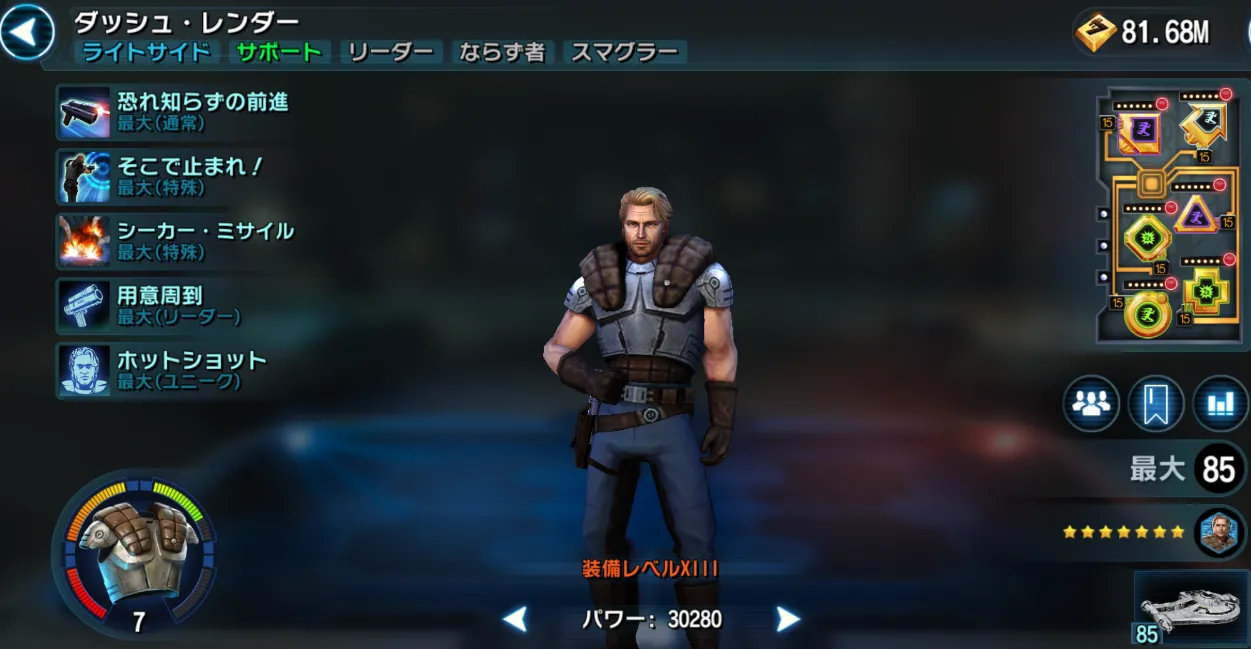 ダッシュ・レンダー
ライトサイド サポート リーダー ならず者 スマグラー
81.68M
恐れ知らずの前進
最大(通常)
そこで止まれ！
最大(特殊)
シーカー・ミサイル
最大(特殊)
用意周到
最大(リーダー)
ホットショット
最大(ユニーク)
15
15
15
15
15
15
最大 85
7
装備レベルXIII
パワー: 30280
85